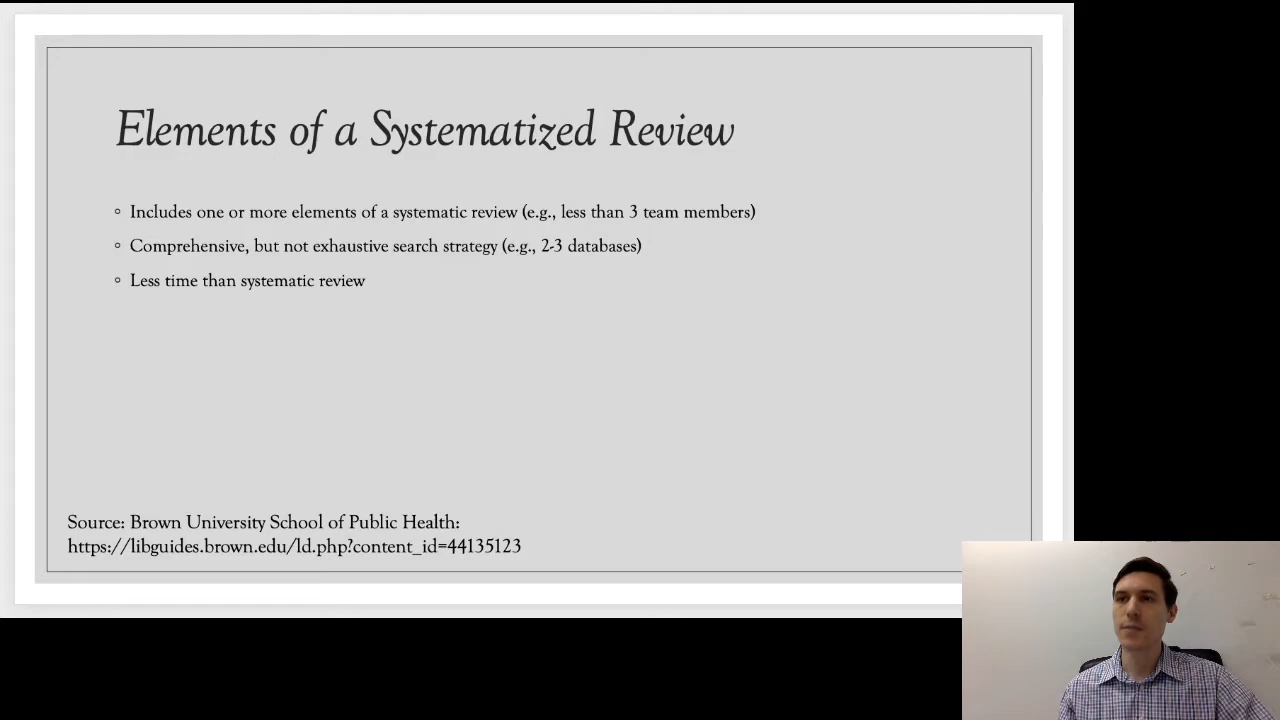 Elements of a Systematized Review
◦ Includes one or more elements of a systematic review (e.g., less than 3 team members)
◦ Comprehensive, but not exhaustive search strategy (e.g., 2-3 databases)
◦ Less time than systematic review
Source: Brown University School of Public Health:
https://libguides.brown.edu/ld.php?content_id=44135123